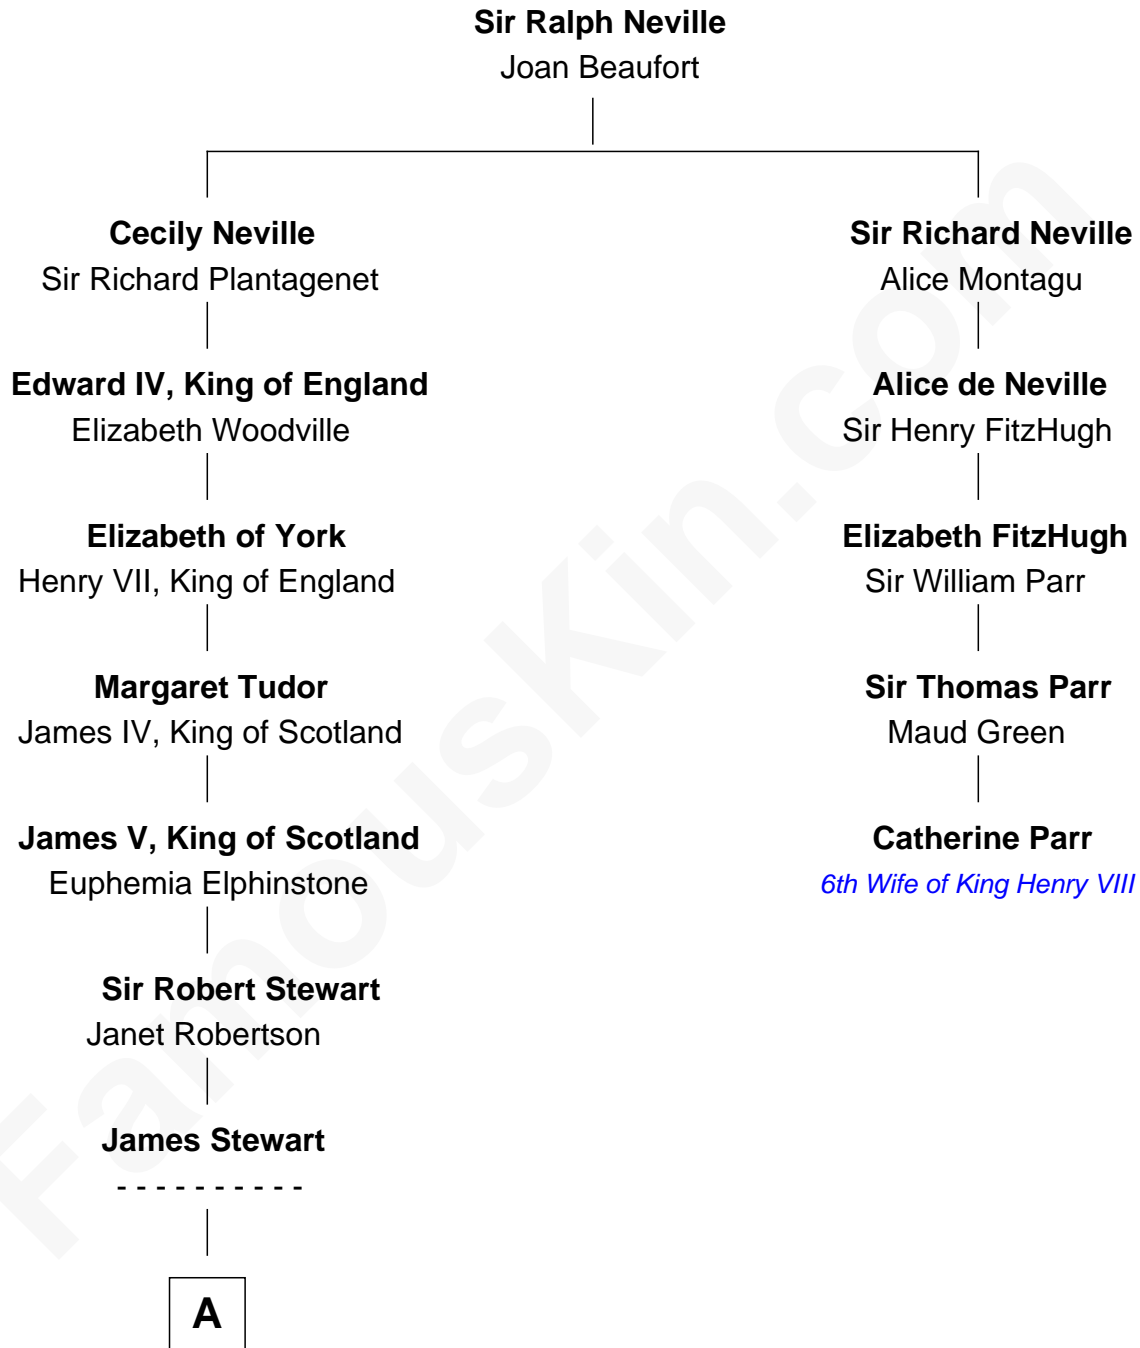 Sir Ralph Neville
Joan Beaufort
Cecily Neville
Sir Richard Plantagenet
Sir Richard Neville
Alice Montagu
Edward IV, King of England
Elizabeth Woodville
Alice de Neville
Sir Henry FitzHugh
Elizabeth of York
Henry VII, King of England
Elizabeth FitzHugh
Sir William Parr
Margaret Tudor
James IV, King of Scotland
Sir Thomas Parr
Maud Green
James V, King of Scotland
Euphemia Elphinstone
Catherine Parr
6th Wife of King Henry VIII
Sir Robert Stewart
Janet Robertson
James Stewart
- - - - - - - - - -
A
FamousKin.com